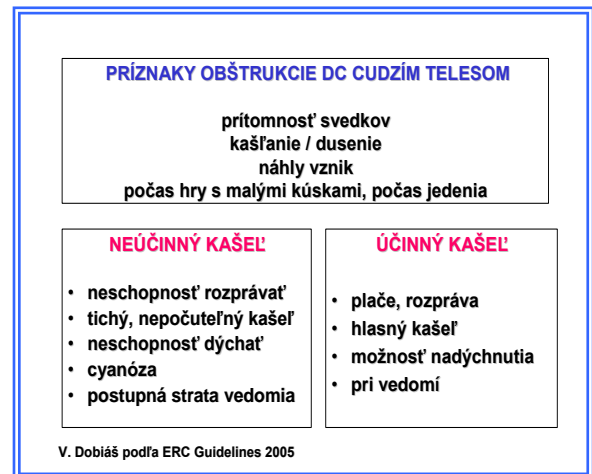 PRÍZNAKY OBŠTRUKCIE DC CUDZÍM TELESOM
prítomnosť svedkov
kašľanie / dusenie
náhly vznik
počas hry s malými kúskami, počas jedenia
NEÚČINNÝ KAŠEĽ
• neschopnosť rozprávať
• tichý, nepočuteľný kašeľ
• neschopnosť dýchať
• cyanóza
• postupná strata vedomia
ÚČINNÝ KAŠEĽ
• plače, rozpráva
• hlasný kašeľ
• možnosť nadýchnutia
• pri vedomí
V. Dobiáš podľa ERC Guidelines 2005